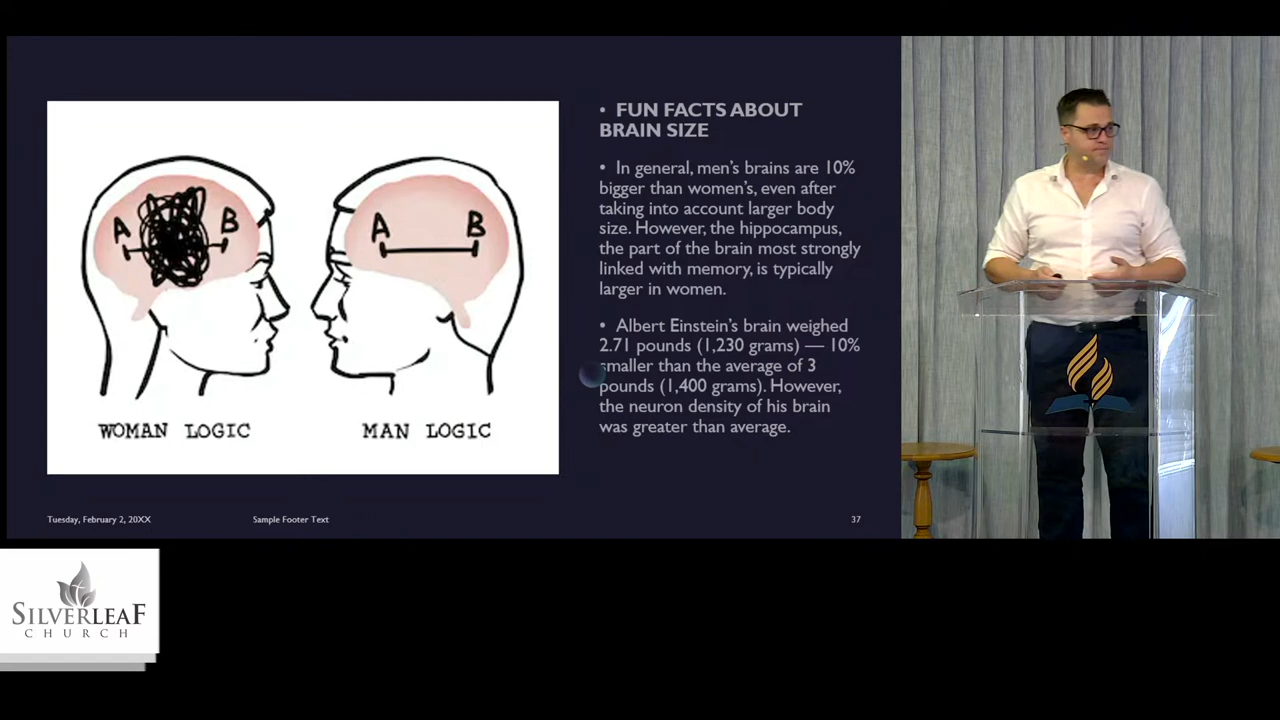 A
B
A
B
WOMAN LOGIC
MAN LOGIC
• FUN FACTS ABOUT
BRAIN SIZE
• In general, men's brains are 10%
bigger than women's, even after
taking into account larger body
size. However, the hippocampus,
the part of the brain most strongly
linked with memory, is typically
larger in women.
• Albert Einstein's brain weighed
2.71 pounds (1,230 grams) — 10%
smaller than the average of 3
pounds (1,400 grams). However,
the neuron density of his brain
was greater than average.
Tuesday, February 2, 20XX
Sample Footer Text
37
SILVERLEAF
CHURCH